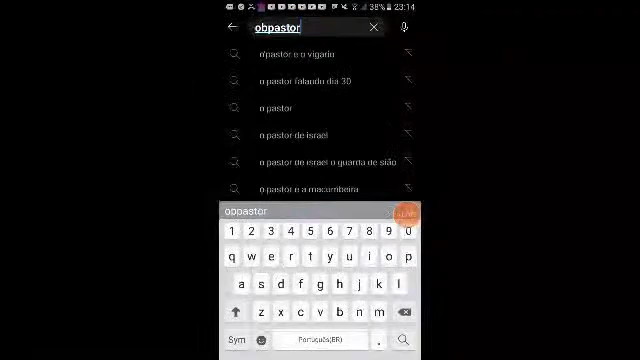 38% 23:14
obpastor
o'pastor e o vigario
o pastor falando dia 30
o pastor
o pastor de israel
o pastor de israel o guarda de sião
o pastor e a macumbeira
obpastor
1 2 3 4 5 6 7 8 9 0
q w e r t y u i o p
a s d f g h j k l
z x c v b n m
Sym Português(BR) .